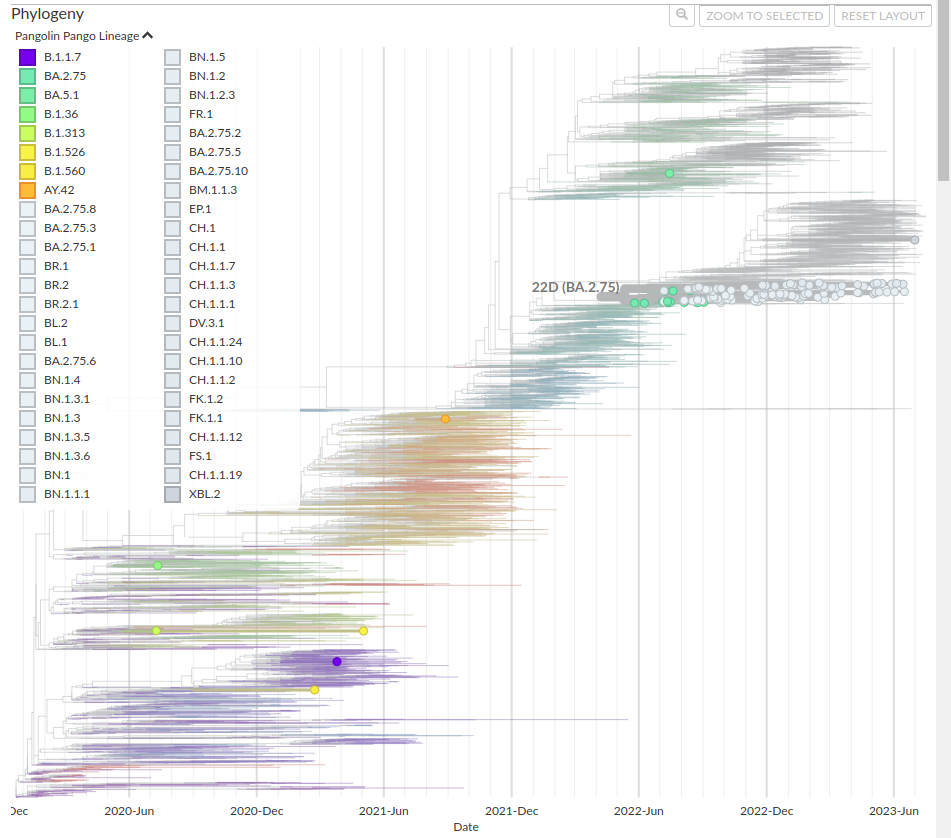 Phylogeny
ZOOM TO SELECTED
RESET LAYOUT
Pangolin Pango Lineage
B.1.1.7
BA.2.75
BA.5.1
B.1.36
B.1.313
B.1.526
B.1.560
AY.42
BA.2.75.8
BA.2.75.3
BA.2.75.1
BR.1
BR.2
BR.2.1
BL.2
BL.1
BA.2.75.6
BN.1.4
BN.1.3.1
BN.1.3
BN.1.3.5
BN.1.3.6
BN.1
BN.1.1.1
BN.1.5
BN.1.2
BN.1.2.3
FR.1
BA.2.75.2
BA.2.75.5
BA.2.75.10
BM.1.1.3
EP.1
CH.1
CH.1.1
CH.1.1.7
CH.1.1.3
CH.1.1.1
DV.3.1
CH.1.1.24
CH.1.1.10
CH.1.1.2
FK.1.2
FK.1.1
CH.1.1.12
FS.1
CH.1.1.19
XBL.2
22D (BA.2.75)
Dec
2020-Jun
2020-Dec
2021-Jun
2021-Dec
2022-Jun
2022-Dec
2023-Jun
Date